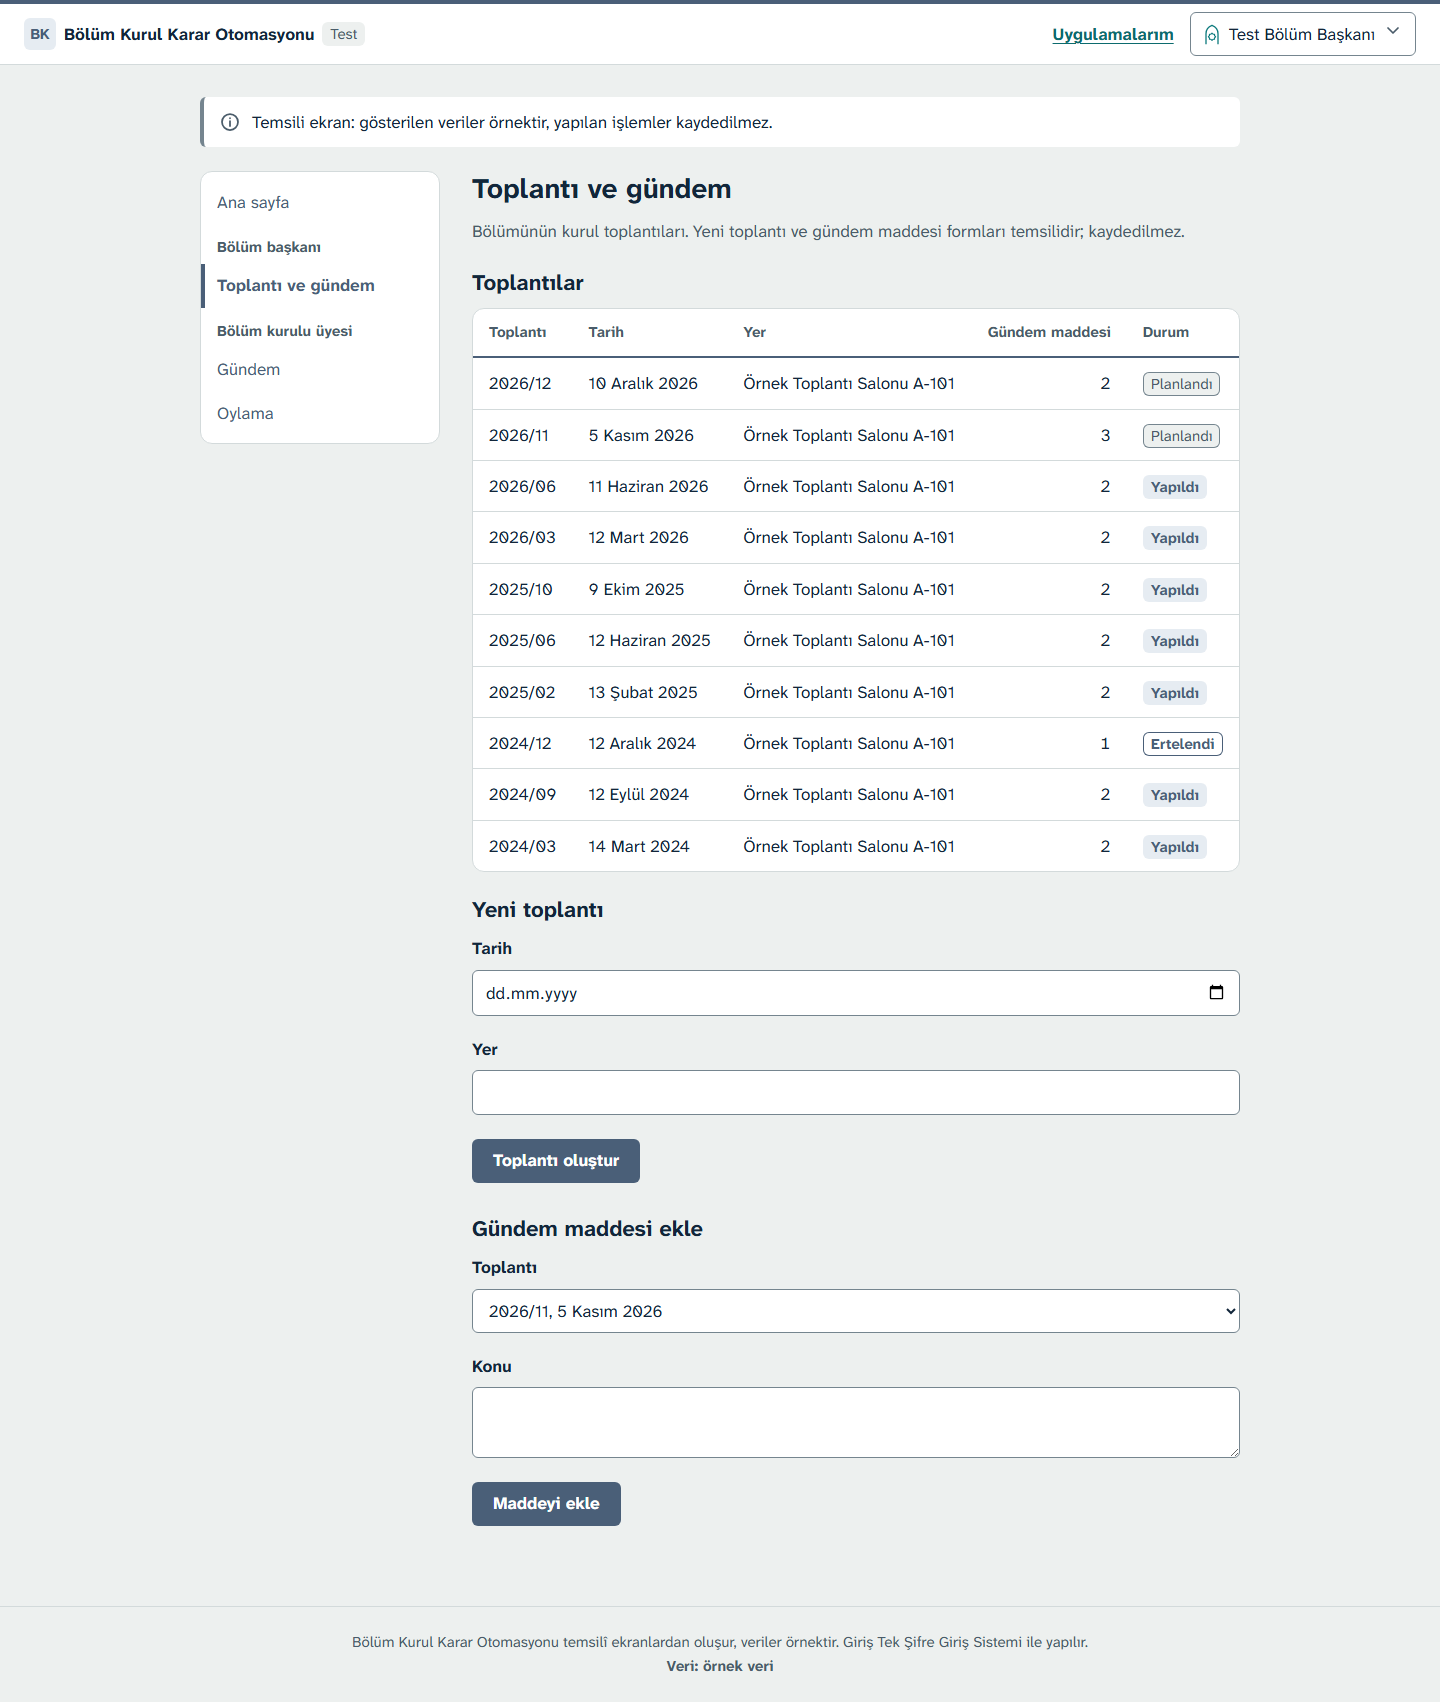 BK Bölüm Kurul Karar Otomasyonu Test Uygulamalarım Test Bölüm Başkanı
Temsili ekran: gösterilen veriler örnektir, yapılan işlemler kaydedilmez.
Ana sayfa
Bölüm başkanı
Toplantı ve gündem
Bölüm kurulu üyesi
Gündem
Oylama
Toplantı ve gündem
Bölümünün kurul toplantıları. Yeni toplantı ve gündem maddesi formları temsilidir; kaydedilmez.
Toplantılar
Toplantı Tarih Yer Gündem maddesi Durum
2026/12 10 Aralık 2026 Örnek Toplantı Salonu A-101 2 Planlandı
2026/11 5 Kasım 2026 Örnek Toplantı Salonu A-101 3 Planlandı
2026/06 11 Haziran 2026 Örnek Toplantı Salonu A-101 2 Yapıldı
2026/03 12 Mart 2026 Örnek Toplantı Salonu A-101 2 Yapıldı
2025/10 9 Ekim 2025 Örnek Toplantı Salonu A-101 2 Yapıldı
2025/06 12 Haziran 2025 Örnek Toplantı Salonu A-101 2 Yapıldı
2025/02 13 Şubat 2025 Örnek Toplantı Salonu A-101 2 Yapıldı
2024/12 12 Aralık 2024 Örnek Toplantı Salonu A-101 1 Ertelendi
2024/09 12 Eylül 2024 Örnek Toplantı Salonu A-101 2 Yapıldı
2024/03 14 Mart 2024 Örnek Toplantı Salonu A-101 2 Yapıldı
Yeni toplantı
Tarih
dd.mm.yyyy
Yer
Toplantı oluştur
Gündem maddesi ekle
Toplantı
2026/11, 5 Kasım 2026
Konu
Maddeyi ekle
Bölüm Kurul Karar Otomasyonu temsilî ekranlardan oluşur, veriler örnektir. Giriş Tek Şifre Giriş Sistemi ile yapılır.
Veri: örnek veri